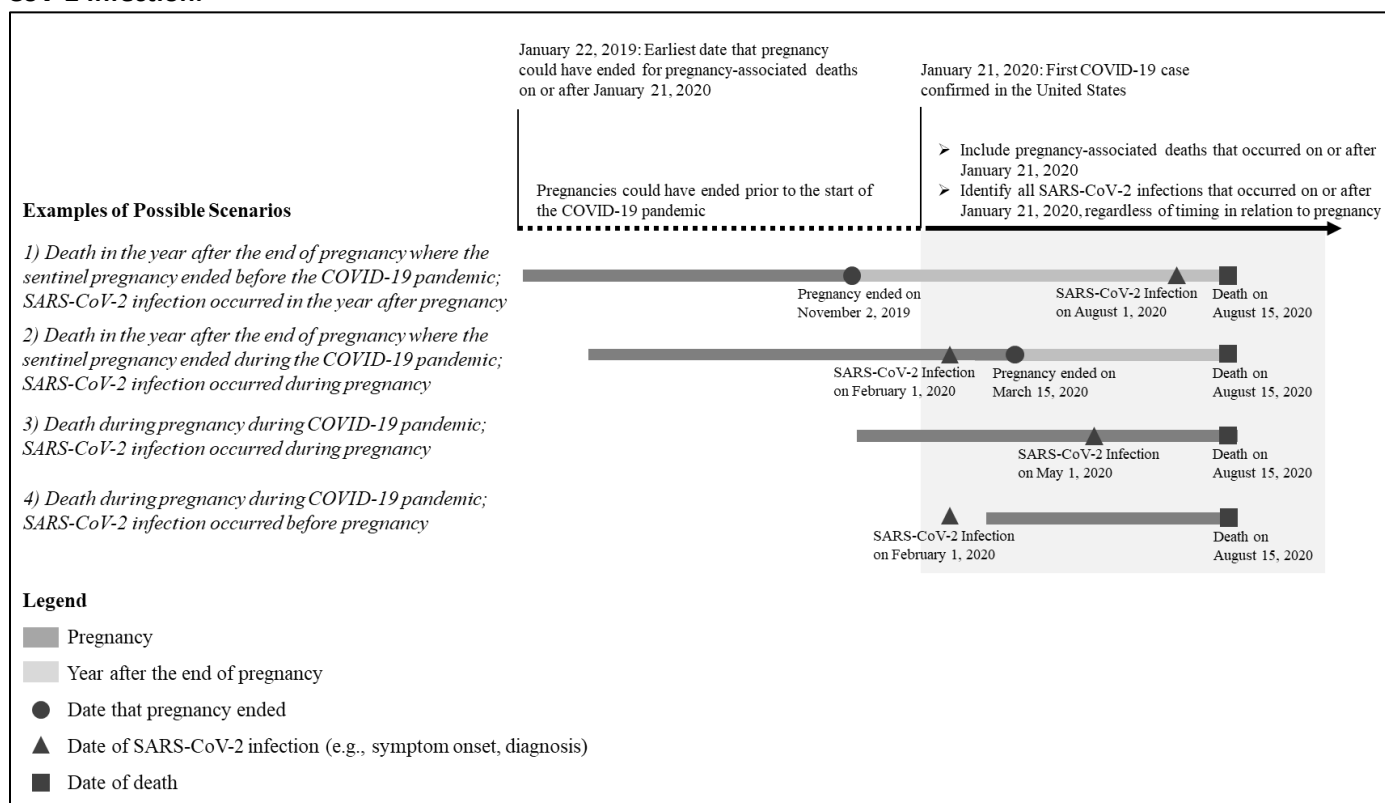 January 22, 2019: Earliest date that pregnancy
could have ended for pregnancy-associated deaths
on or after January 21, 2020
January 21, 2020: First COVID-19 case
confirmed in the United States
➢ Include pregnancy-associated deaths that occurred on or after
January 21, 2020
➢ Identify all SARS-CoV-2 infections that occurred on or after
January 21, 2020, regardless of timing in relation to pregnancy
Pregnancies could have ended prior to the start of
the COVID-19 pandemic
Examples of Possible Scenarios
1) Death in the year after the end of pregnancy where the
sentinel pregnancy ended before the COVID-19 pandemic;
SARS-CoV-2 infection occurred in the year after pregnancy
Pregnancy ended on
November 2, 2019
SARS-CoV-2 Infection
on August 1, 2020
Death on
August 15, 2020
2) Death in the year after the end of pregnancy where the
sentinel pregnancy ended during the COVID-19 pandemic;
SARS-CoV-2 infection occurred during pregnancy
SARS-CoV-2 Infection
on February 1, 2020
Pregnancy ended on
March 15, 2020
Death on
August 15, 2020
3) Death during pregnancy during COVID-19 pandemic;
SARS-CoV-2 infection occurred during pregnancy
SARS-CoV-2 Infection
on May 1, 2020
Death on
August 15, 2020
4) Death during pregnancy during COVID-19 pandemic;
SARS-CoV-2 infection occurred before pregnancy
SARS-CoV-2 Infection
on February 1, 2020
Death on
August 15, 2020
Legend
Pregnancy
Year after the end of pregnancy
Date that pregnancy ended
Date of SARS-CoV-2 infection (e.g., symptom onset, diagnosis)
Date of death